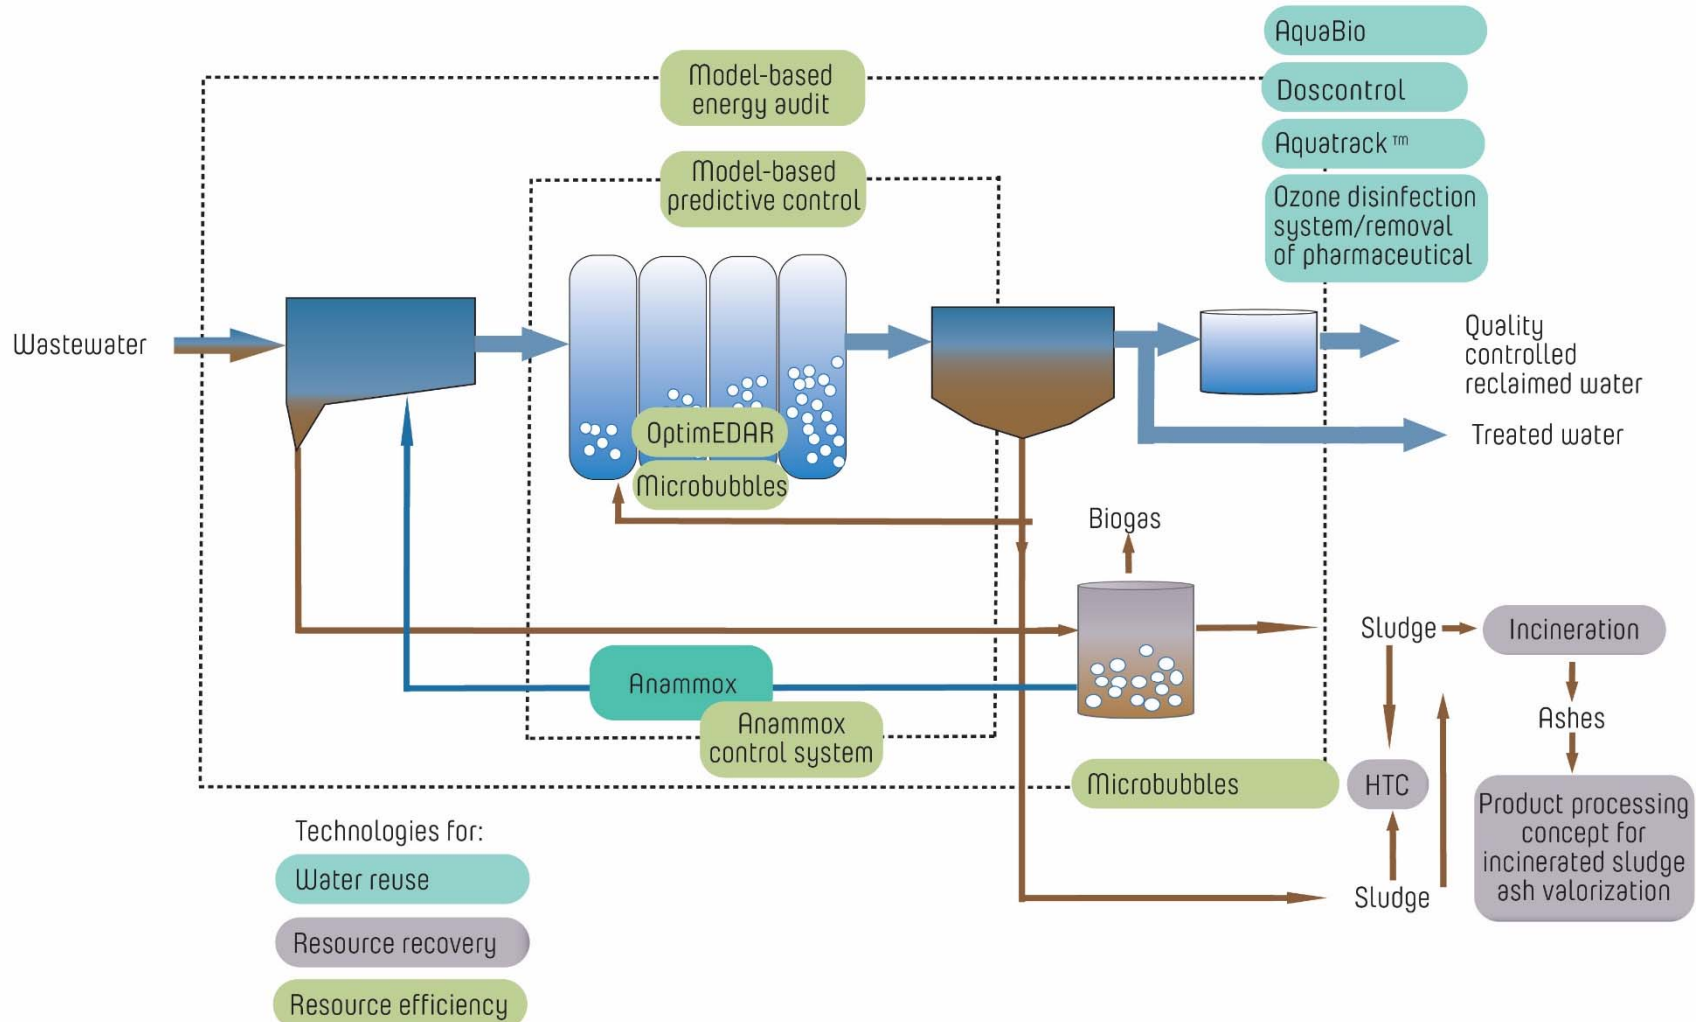 AquaBio
Model-based
energy audit
Doscontrol
Aquatrack™
Model-based
predictive control
Ozone disinfection
system/removal
of pharmaceutical
Wastewater
Quality
controlled
reclaimed water
OptimEDAR
Treated water
Microbubbles
Biogas
Sludge
Incineration
Anammox
Ashes
Anammox
control system
Microbubbles
HTC
Product processing
concept for
incinerated sludge
ash valorization
Sludge
Technologies for:
Water reuse
Resource recovery
Resource efficiency